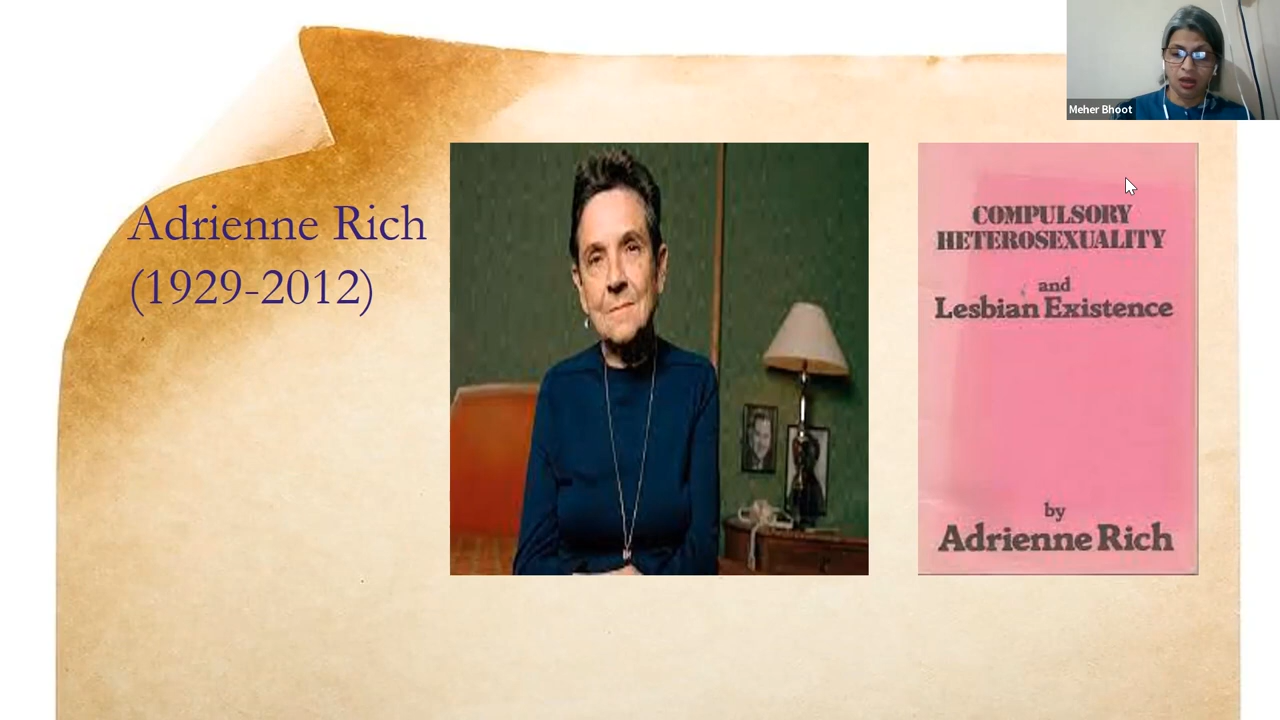 Meher Bhoot
Adrienne Rich
(1929-2012)
COMPULSORY
HETEROSEXUALITY
and
Lesbian Existence
by
Adrienne Rich